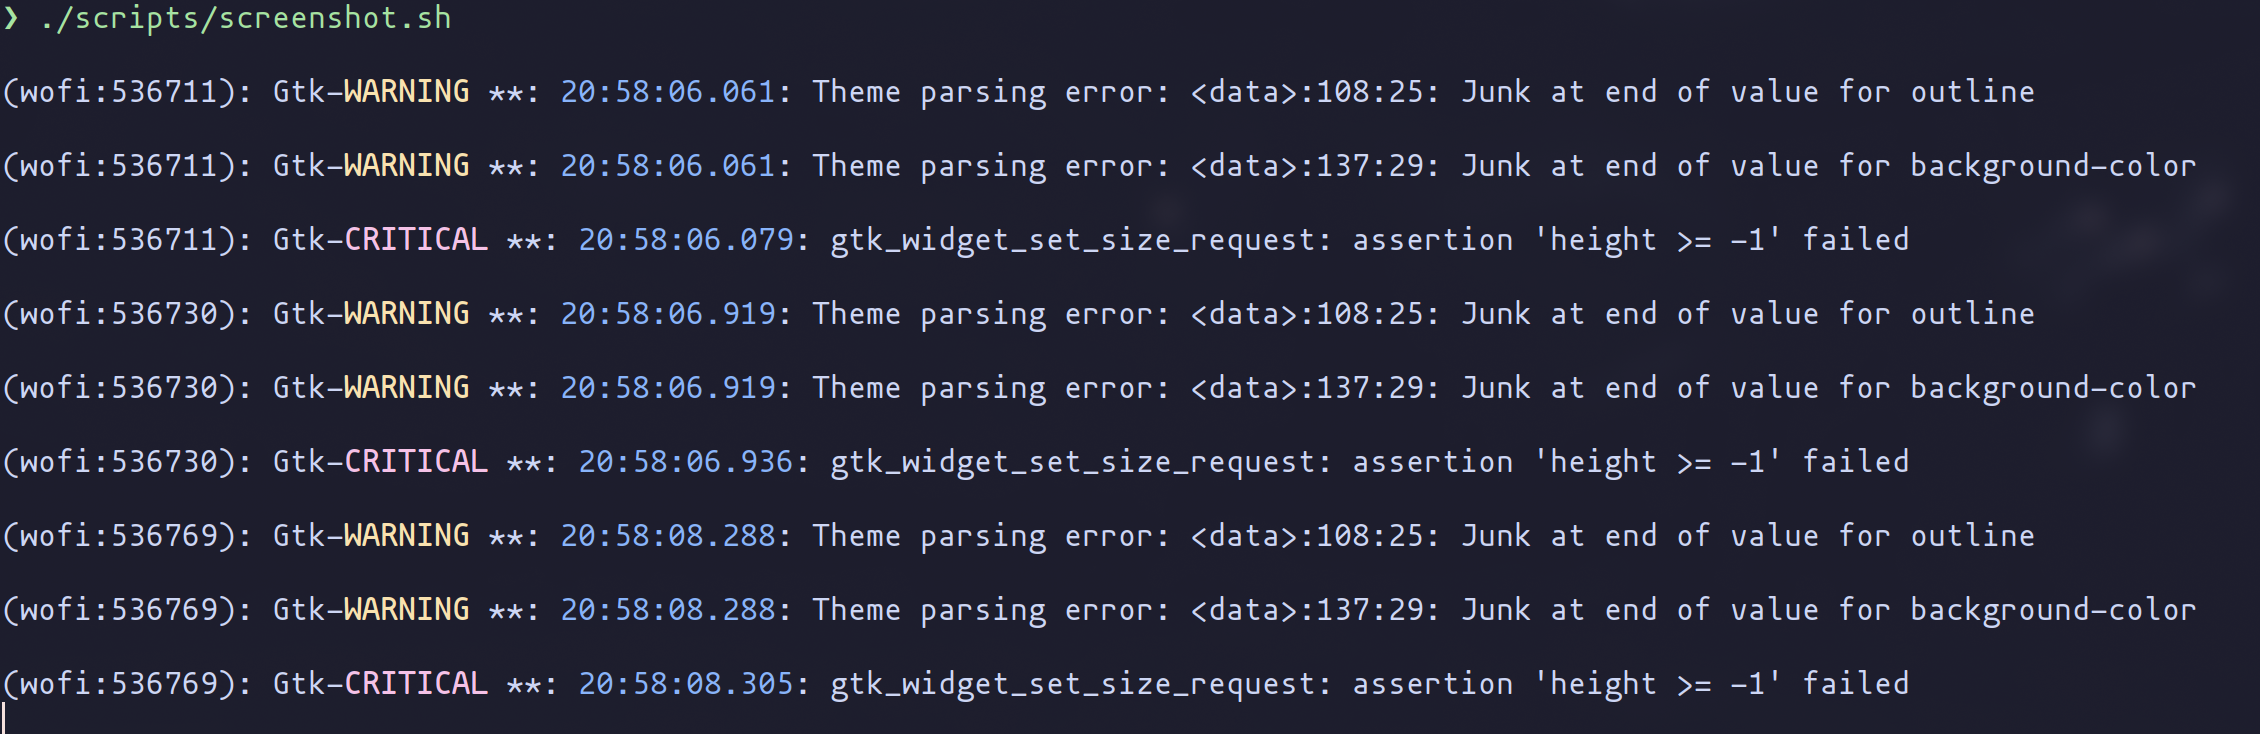 ❯ ./scripts/screenshot.sh
(wofi:536711): Gtk-WARNING **: 20:58:06.061: Theme parsing error: <data>:108:25: Junk at end of value for outline
(wofi:536711): Gtk-WARNING **: 20:58:06.061: Theme parsing error: <data>:137:29: Junk at end of value for background-color
(wofi:536711): Gtk-CRITICAL **: 20:58:06.079: gtk_widget_set_size_request: assertion 'height >= -1' failed
(wofi:536730): Gtk-WARNING **: 20:58:06.919: Theme parsing error: <data>:108:25: Junk at end of value for outline
(wofi:536730): Gtk-WARNING **: 20:58:06.919: Theme parsing error: <data>:137:29: Junk at end of value for background-color
(wofi:536730): Gtk-CRITICAL **: 20:58:06.936: gtk_widget_set_size_request: assertion 'height >= -1' failed
(wofi:536769): Gtk-WARNING **: 20:58:08.288: Theme parsing error: <data>:108:25: Junk at end of value for outline
(wofi:536769): Gtk-WARNING **: 20:58:08.288: Theme parsing error: <data>:137:29: Junk at end of value for background-color
(wofi:536769): Gtk-CRITICAL **: 20:58:08.305: gtk_widget_set_size_request: assertion 'height >= -1' failed